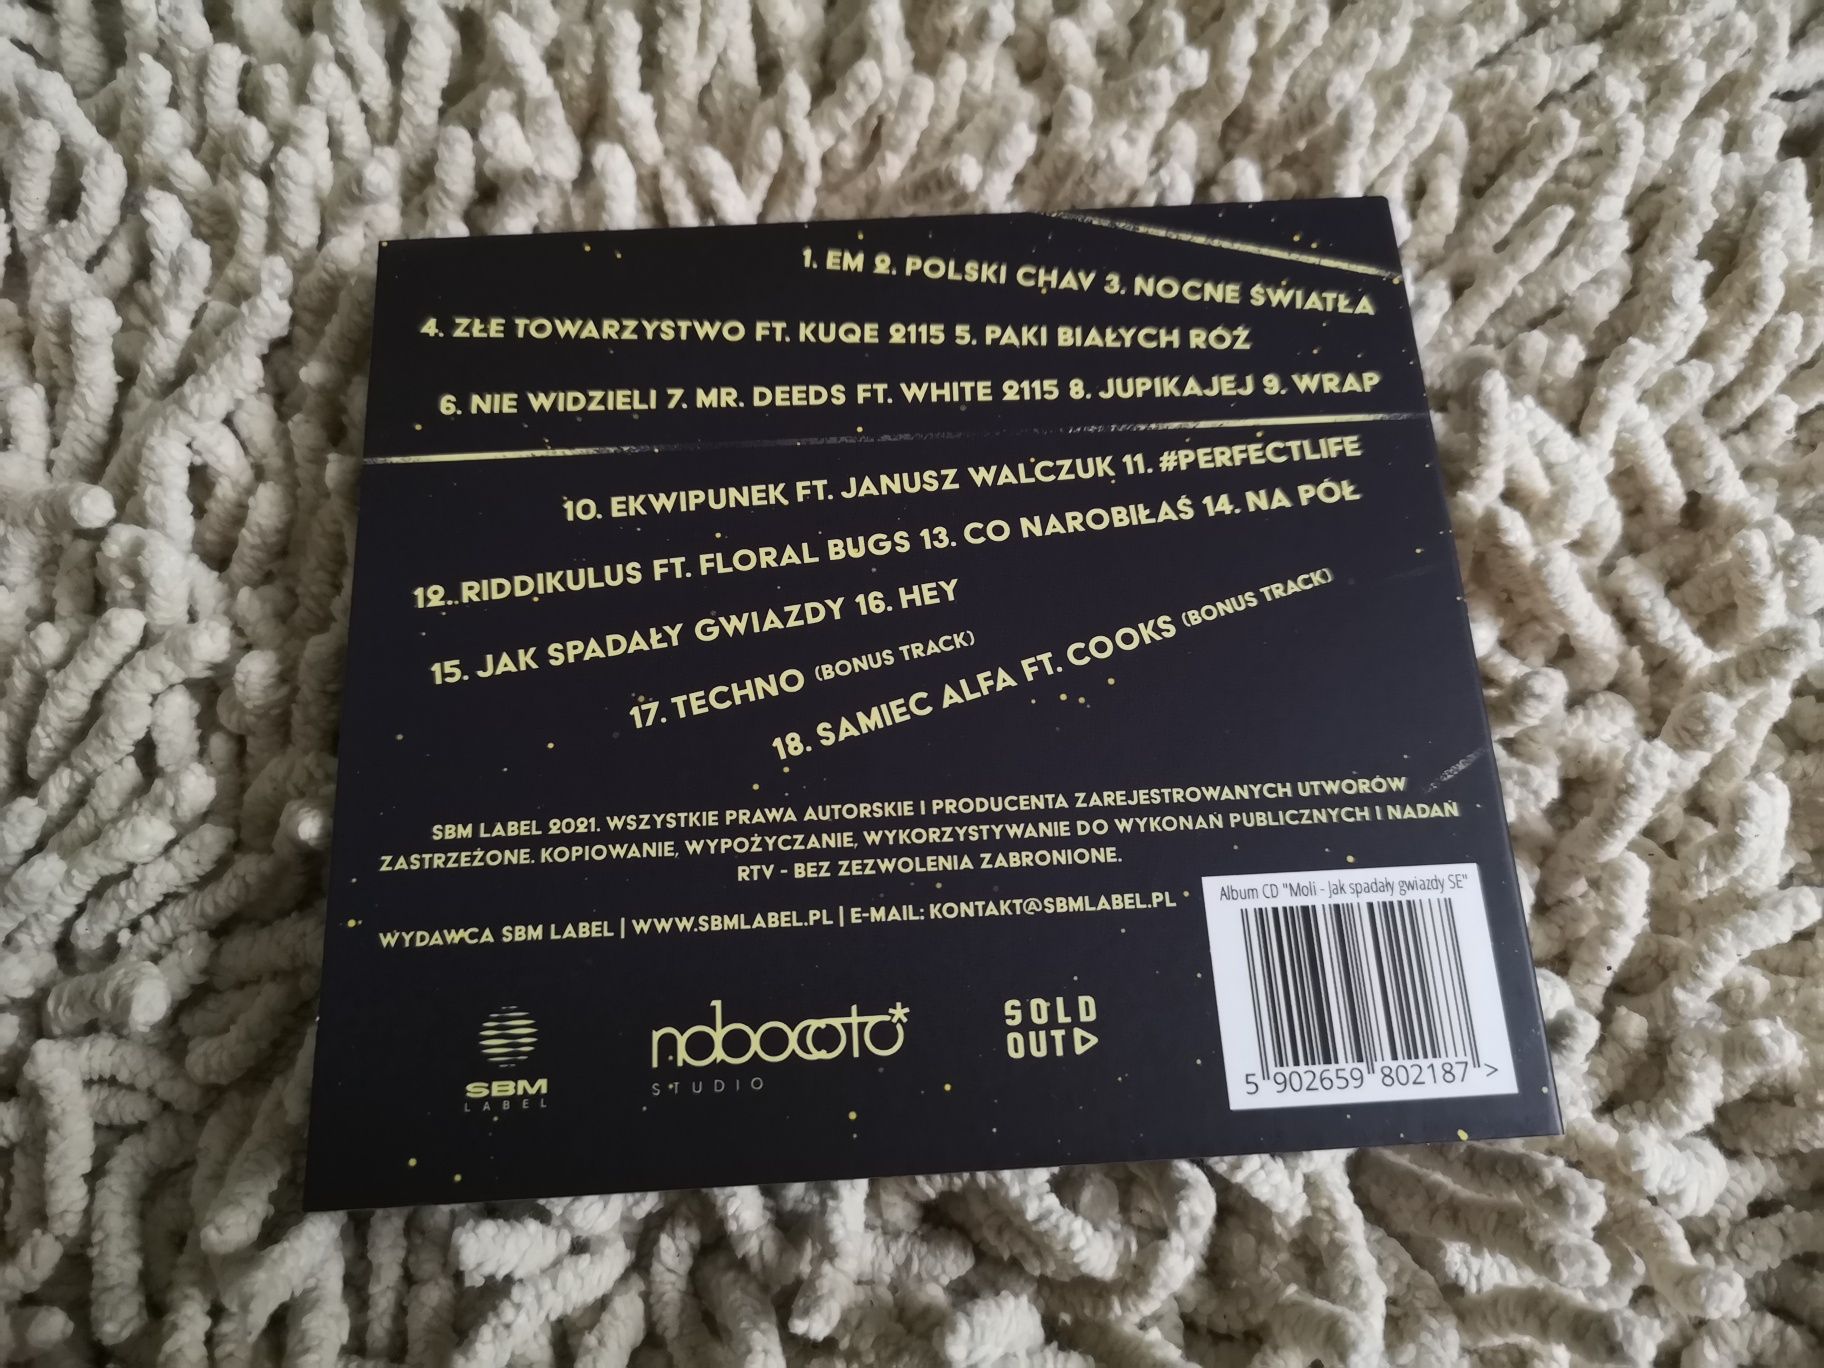 1. EM 2. POLSKI CHAV 3. NOCNE ŚWIATŁA
4. ZŁE TOWARZYSTWO FT. KUQE 2115 5. PAKI BIAŁYCH RÓŻ
6. NIE WIDZIELI 7. MR. DEEDS FT. WHITE 2115 8. JUPIKAJEJ 9. WRAP
10. EKWIPUNEK FT. JANUSZ WALCZUK 11. #PERFECTLIFE
12. RIDDIKULUS FT. FLORAL BUGS 13. CO NAROBIŁAŚ 14. NA PÓŁ
15. JAK SPADAŁY GWIAZDY 16. HEY
17. TECHNO (BONUS TRACK)
18. SAMIEC ALFA FT. COOKS (BONUS TRACK)
SBM LABEL 2021. WSZYSTKIE PRAWA AUTORSKIE I PRODUCENTA ZAREJESTROWANYCH UTWORÓW
ZASTRZEŻONE. KOPIOWANIE, WYPOŻYCZANIE, WYKORZYSTYWANIE DO WYKONAŃ PUBLICZNYCH I NADAŃ
RTV - BEZ ZEZWOLENIA ZABRONIONE.
WYDAWCA SBM LABEL | WWW.SBMLABEL.PL | E-MAIL: KONTAKT@SBMLABEL.PL
SBM
LABEL
nobocoto*
STUDIO
SOLD
OUT
Album CD "Moli - Jak spadały gwiazdy SE"
5 902659 802187 >